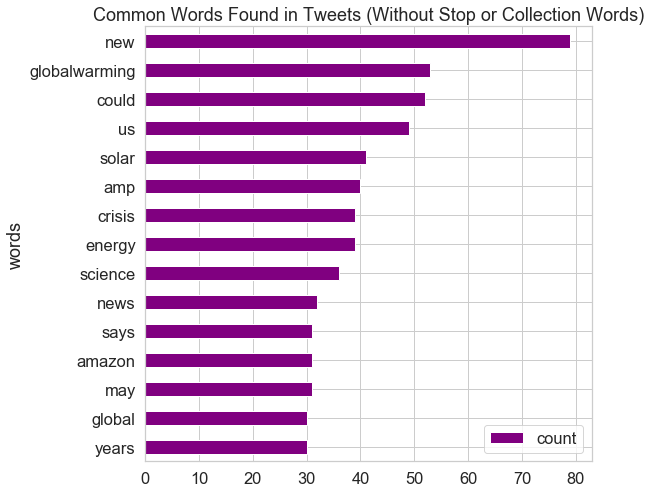 Common Words Found in Tweets (Without Stop or Collection Words)
new
globalwarming
could
us
solar
amp
crisis
energy
science
news
says
amazon
may
global
years
words
count
0 10 20 30 40 50 60 70 80